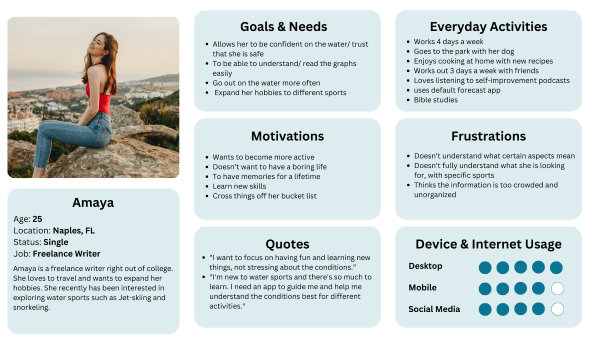 Amaya
Age: 25
Location: Naples, FL
Status: Single
Job: Freelance Writer
Amaya is a freelance writer right out of college.
She loves to travel and wants to expand her
hobbies. She recently has been interested in
exploring water sports such as Jet-skiing and
snorkeling.
Goals & Needs
Allows her to be confident on the water/ trust
that she is safe
To be able to understand/ read the graphs
easily
Go out on the water more often
Expand her hobbies to different sports
Motivations
Wants to become more active
Doesn't want to have a boring life
To have memories for a lifetime
Learn new skills
Cross things off her bucket list
Quotes
"I want to focus on having fun and learning new
things, not stressing about the conditions."
"I'm new to water sports and there's so much to
learn. I need an app to guide me and help me
understand the conditions best for different
activities."
Everyday Activities
Works 4 days a week
Goes to the park with her dog
Enjoys cooking at home with new recipes
Works out 3 days a week with friends
Loves listening to self-improvement podcasts
uses default forecast app
Bible studies
Frustrations
Doesn't understand what certain aspects mean
Doesn't fully understand what she is looking
for, with specific sports
Thinks the information is too crowded and
unorganized
Device & Internet Usage
Desktop
Mobile
Social Media